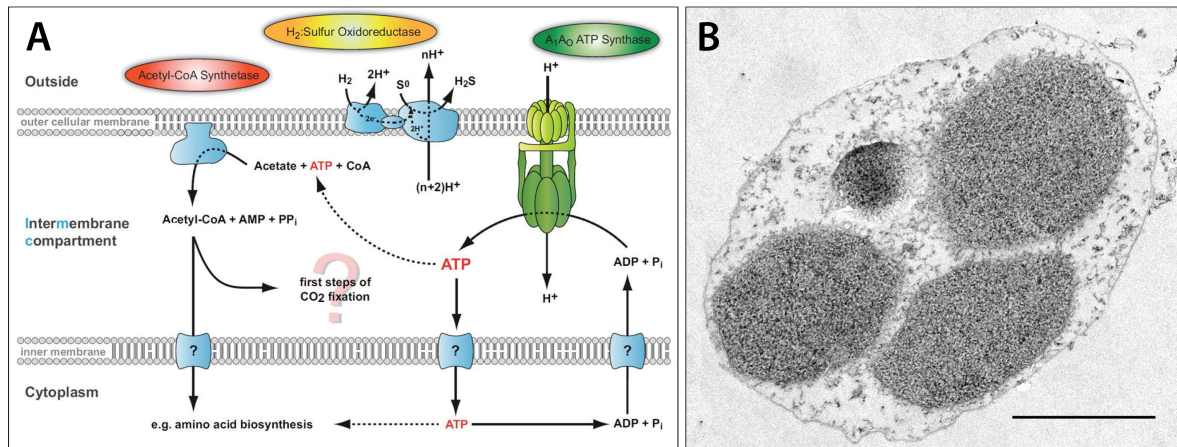 A
B
H2:Sulfur Oxidoreductase
A1AO ATP Synthase
Acetyl-CoA Synthetase
Outside
nH+
H2
2H+
S0
H2S
H+
outer cellular membrane
2e-
2H+
Acetate + ATP + CoA
(n+2)H+
Acetyl-CoA + AMP + PPi
Intermembrane
compartment
ATP
ADP + Pi
?
first steps of
CO2 fixation
H+
inner membrane
?
?
?
Cytoplasm
e.g. amino acid biosynthesis
ATP
ADP + Pi